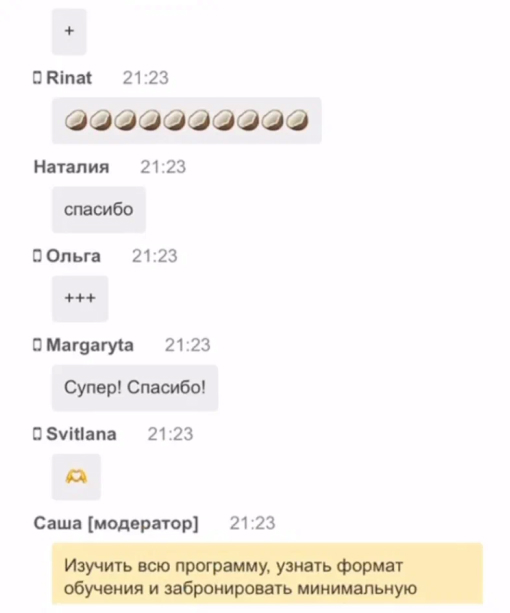 +
Rinat 21:23
🥥🥥🥥🥥🥥🥥🥥🥥🥥🥥
Наталия 21:23
спасибо
Ольга 21:23
+++
Margaryta 21:23
Супер! Спасибо!
Svitlana 21:23
🫶
Саша [модератор] 21:23
Изучить всю программу, узнать формат
обучения и забронировать минимальную